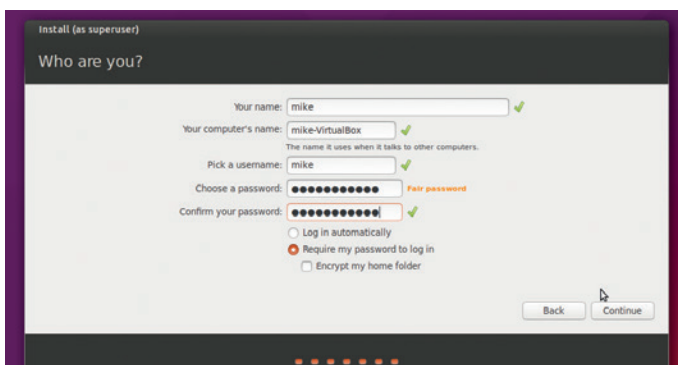 Install (as superuser)
Who are you?
Your name: mike
Your computer's name: mike-VirtualBox
The name it uses when it talks to other computers.
Pick a username: mike
Choose a password: ●●●●●●●●●●● Fair password
Confirm your password: ●●●●●●●●●●●
Log in automatically
Require my password to log in
Encrypt my home folder
Back Continue